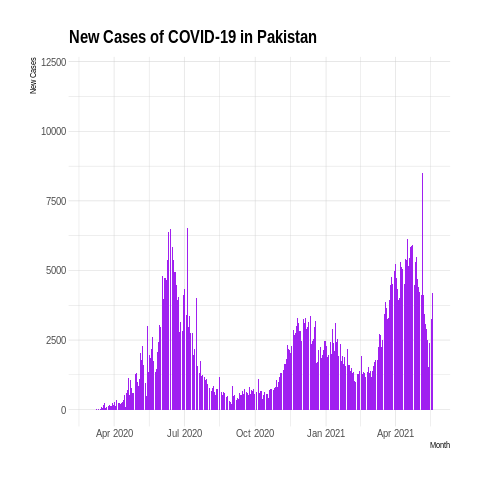 New Cases of COVID-19 in Pakistan
New Cases
12500
10000
7500
5000
2500
0
Apr 2020
Jul 2020
Oct 2020
Jan 2021
Apr 2021
Month